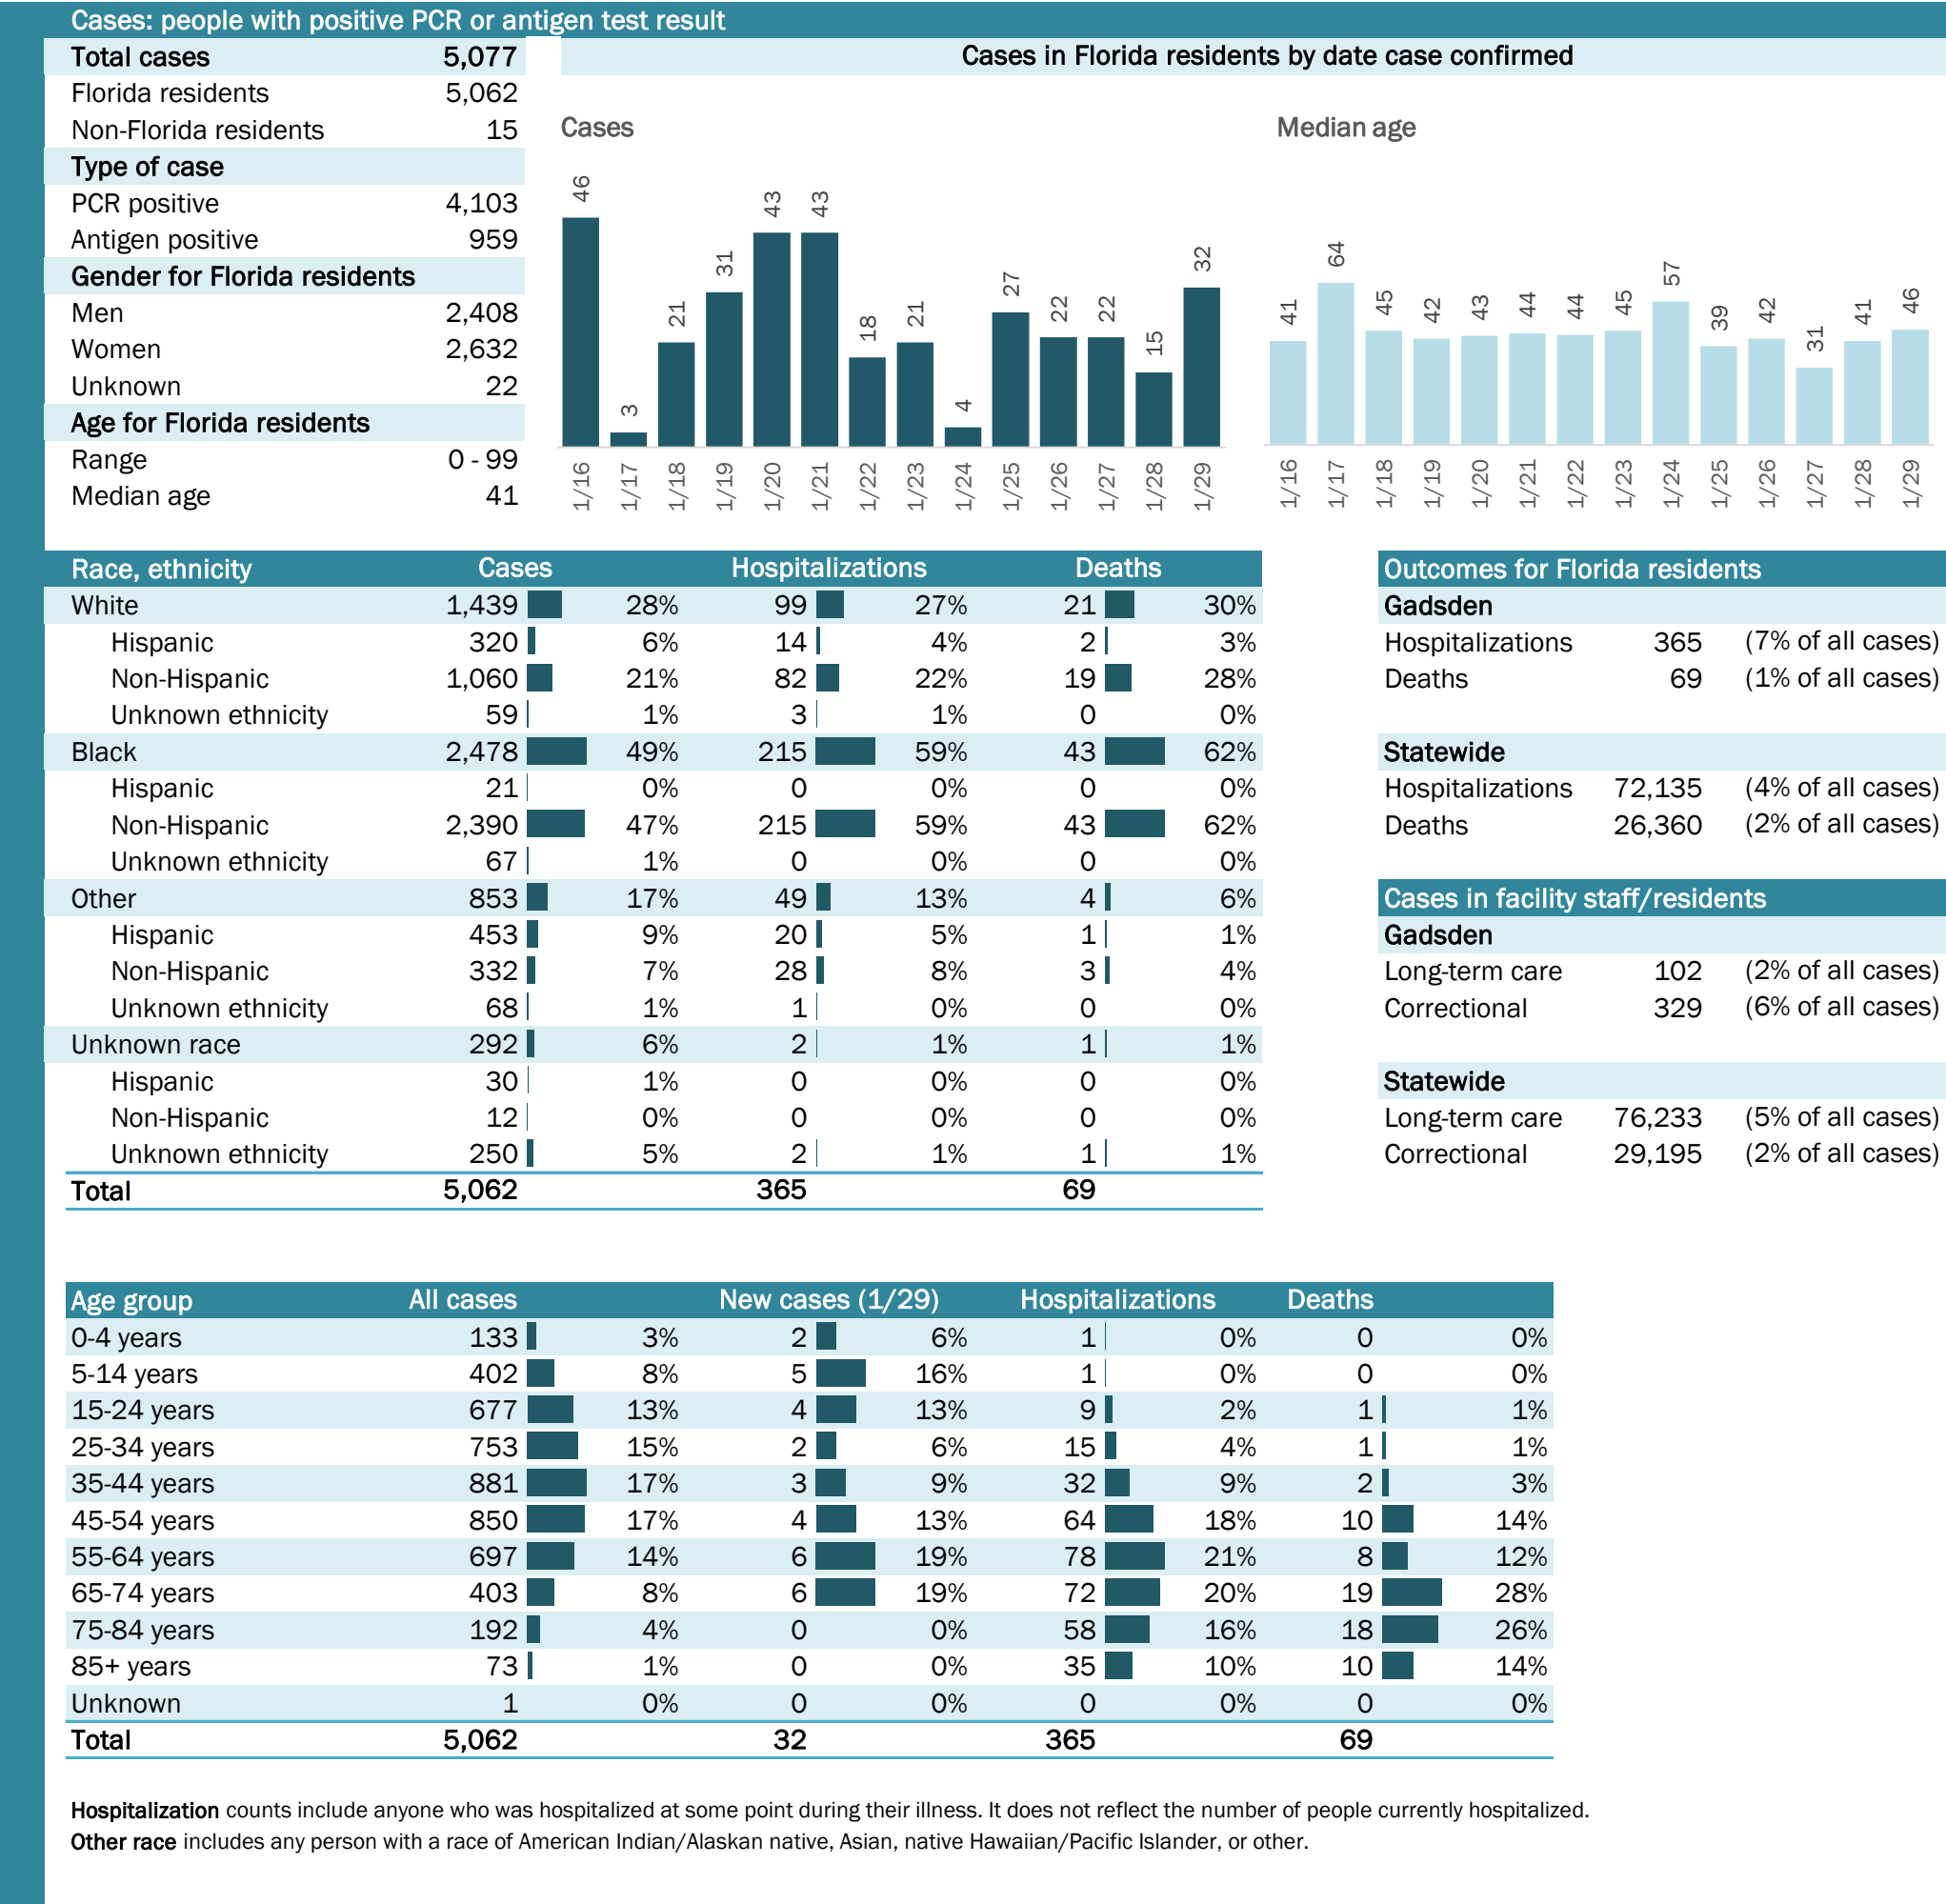 Cases: people with positive PCR or antigen test result
Total cases 5,077
Florida residents 5,062
Non-Florida residents 15
Type of case
PCR positive 4,103
Antigen positive 959
Gender for Florida residents
Men 2,408
Women 2,632
Unknown 22
Age for Florida residents
Range 0 - 99
Median age 41
Cases in Florida residents by date case confirmed
Cases
46 3 21 31 43 43 18 21 4 27 22 22 15 32
1/16 1/17 1/18 1/19 1/20 1/21 1/22 1/23 1/24 1/25 1/26 1/27 1/28 1/29
Median age
41 64 45 42 43 44 44 45 57 39 42 31 41 46
1/16 1/17 1/18 1/19 1/20 1/21 1/22 1/23 1/24 1/25 1/26 1/27 1/28 1/29
Race, ethnicity Cases Hospitalizations Deaths
White 1,439 28% 99 27% 21 30%
Hispanic 320 6% 14 4% 2 3%
Non-Hispanic 1,060 21% 82 22% 19 28%
Unknown ethnicity 59 1% 3 1% 0 0%
Black 2,478 49% 215 59% 43 62%
Hispanic 21 0% 0 0% 0 0%
Non-Hispanic 2,390 47% 215 59% 43 62%
Unknown ethnicity 67 1% 0 0% 0 0%
Other 853 17% 49 13% 4 6%
Hispanic 453 9% 20 5% 1 1%
Non-Hispanic 332 7% 28 8% 3 4%
Unknown ethnicity 68 1% 1 0% 0 0%
Unknown race 292 6% 2 1% 1 1%
Hispanic 30 1% 0 0% 0 0%
Non-Hispanic 12 0% 0 0% 0 0%
Unknown ethnicity 250 5% 2 1% 1 1%
Total 5,062 365 69
Outcomes for Florida residents
Gadsden
Hospitalizations 365 (7% of all cases)
Deaths 69 (1% of all cases)
Statewide
Hospitalizations 72,135 (4% of all cases)
Deaths 26,360 (2% of all cases)
Cases in facility staff/residents
Gadsden
Long-term care 102 (2% of all cases)
Correctional 329 (6% of all cases)
Statewide
Long-term care 76,233 (5% of all cases)
Correctional 29,195 (2% of all cases)
Age group All cases New cases (1/29) Hospitalizations Deaths
0-4 years 133 3% 2 6% 1 0% 0 0%
5-14 years 402 8% 5 16% 1 0% 0 0%
15-24 years 677 13% 4 13% 9 2% 1 1%
25-34 years 753 15% 2 6% 15 4% 1 1%
35-44 years 881 17% 3 9% 32 9% 2 3%
45-54 years 850 17% 4 13% 64 18% 10 14%
55-64 years 697 14% 6 19% 78 21% 8 12%
65-74 years 403 8% 6 19% 72 20% 19 28%
75-84 years 192 4% 0 0% 58 16% 18 26%
85+ years 73 1% 0 0% 35 10% 10 14%
Unknown 1 0% 0 0% 0 0% 0 0%
Total 5,062 32 365 69
Hospitalization counts include anyone who was hospitalized at some point during their illness. It does not reflect the number of people currently hospitalized.
Other race includes any person with a race of American Indian/Alaskan native, Asian, native Hawaiian/Pacific Islander, or other.